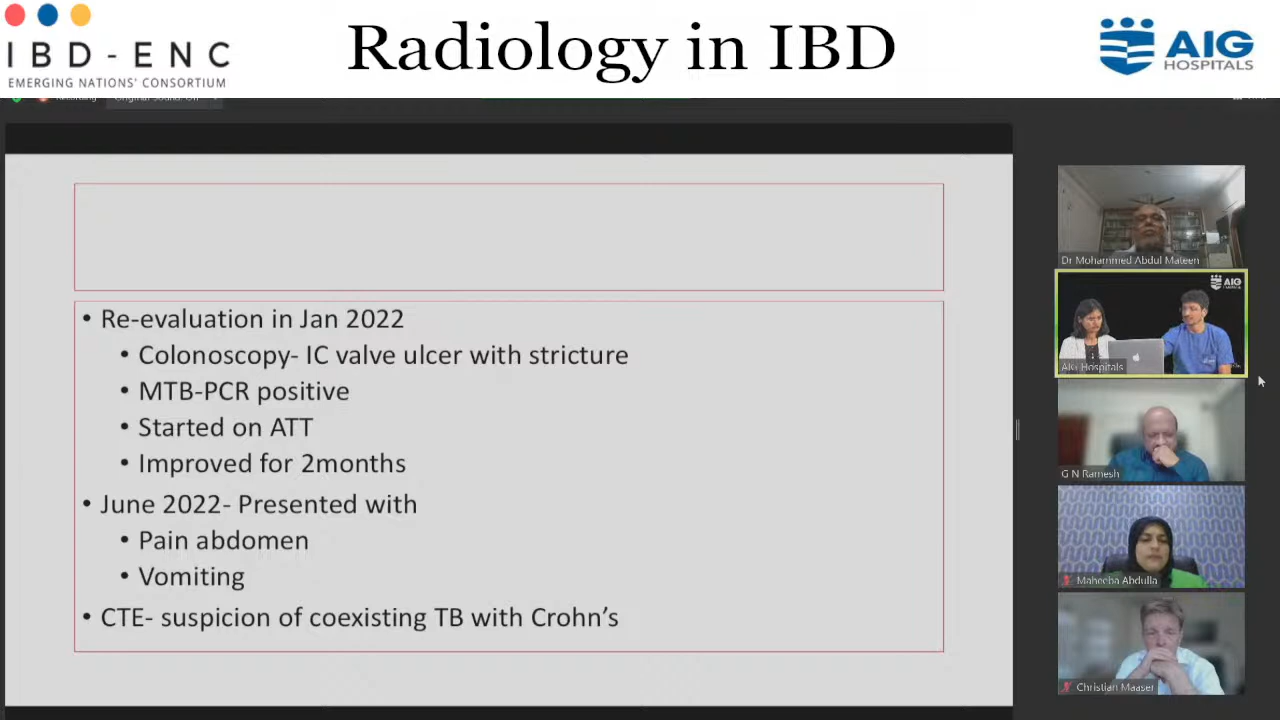 IBD-ENC
EMERGING NATIONS' CONSORTIUM
Radiology in IBD
AIG
HOSPITALS
• Re-evaluation in Jan 2022
• Colonoscopy- IC valve ulcer with stricture
• MTB-PCR positive
• Started on ATT
• Improved for 2months
• June 2022- Presented with
• Pain abdomen
• Vomiting
• CTE- suspicion of coexisting TB with Crohn's
Dr Mohammed Abdul Mateen
AIG
AIG Hospitals
G N Ramesh
Maheeba Abdulla
Christian Maaser